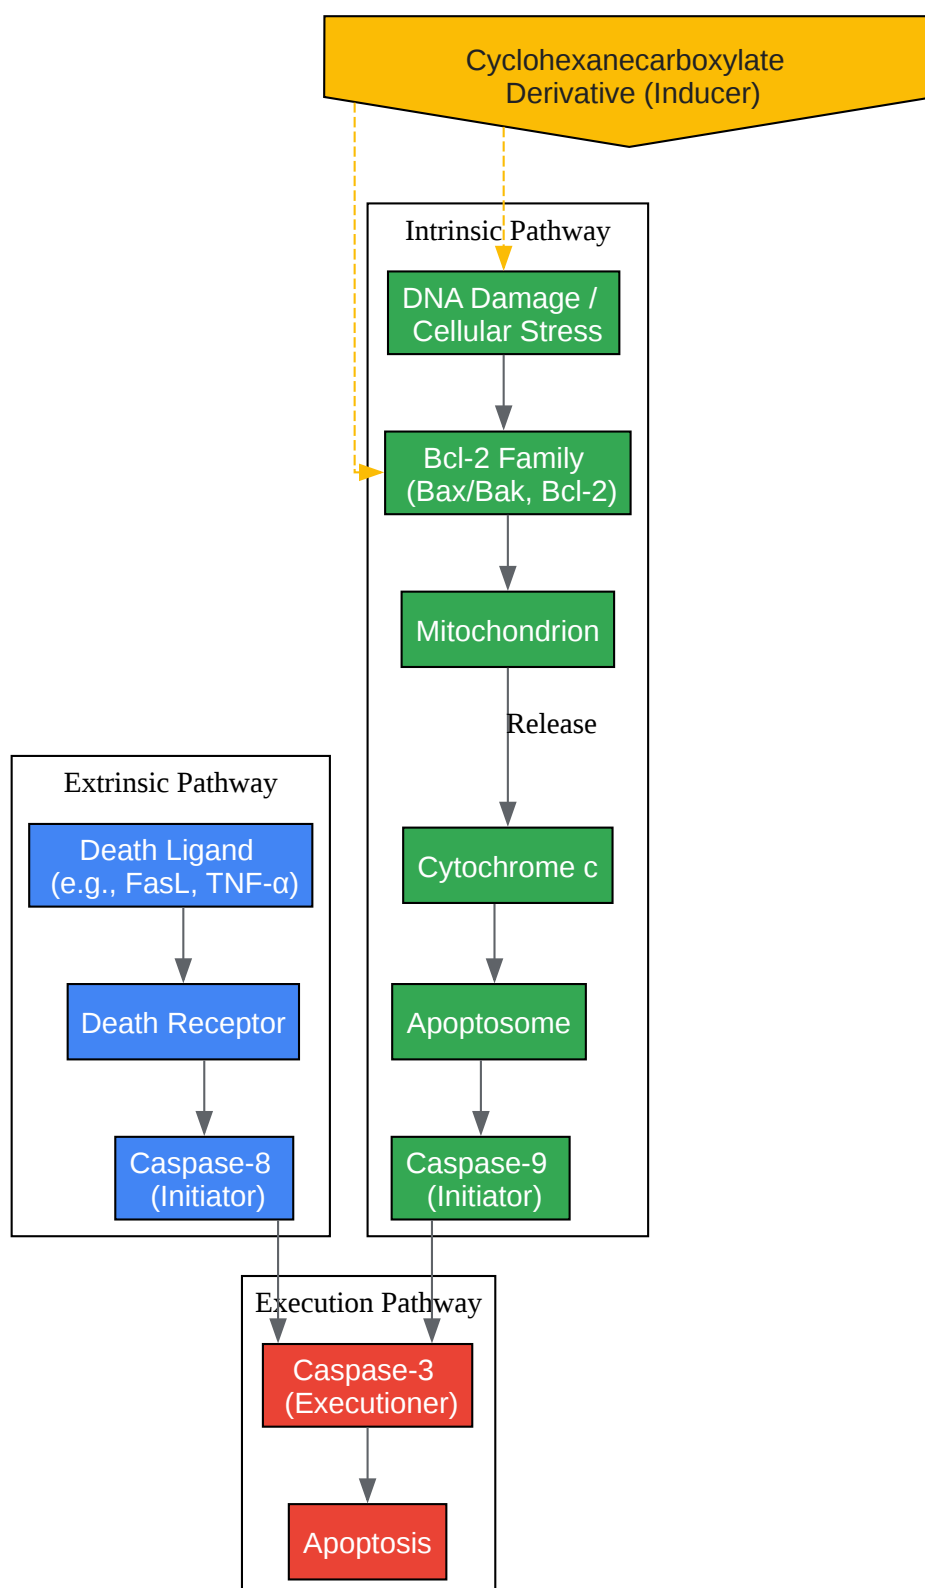 Cyclohexanecarboxylate
Derivative (Inducer)
Intrinsic Pathway
DNA Damage /
Cellular Stress
Bcl-2 Family
(Bax/Bak, Bcl-2)
Mitochondrion
Release
Cytochrome c
Apoptosome
Caspase-9
(Initiator)
Extrinsic Pathway
Death Ligand
(e.g., FasL, TNF-α)
Death Receptor
Caspase-8
(Initiator)
Execution Pathway
Caspase-3
(Executioner)
Apoptosis